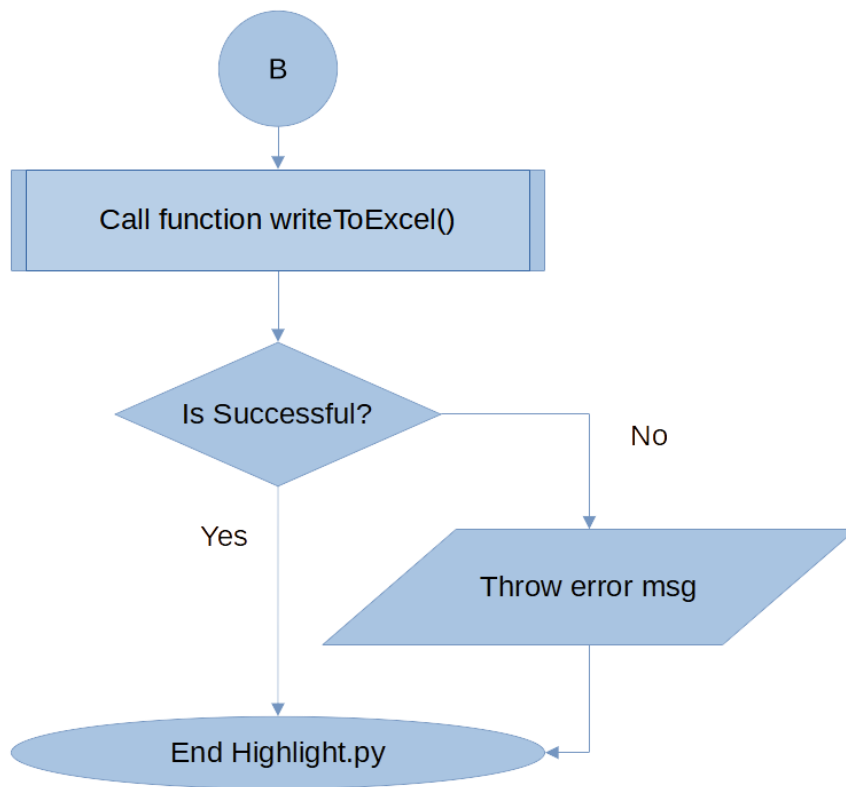 B
Call function writeToExcel()
Is Successful?
No
Yes
Throw error msg
End Highlight.py